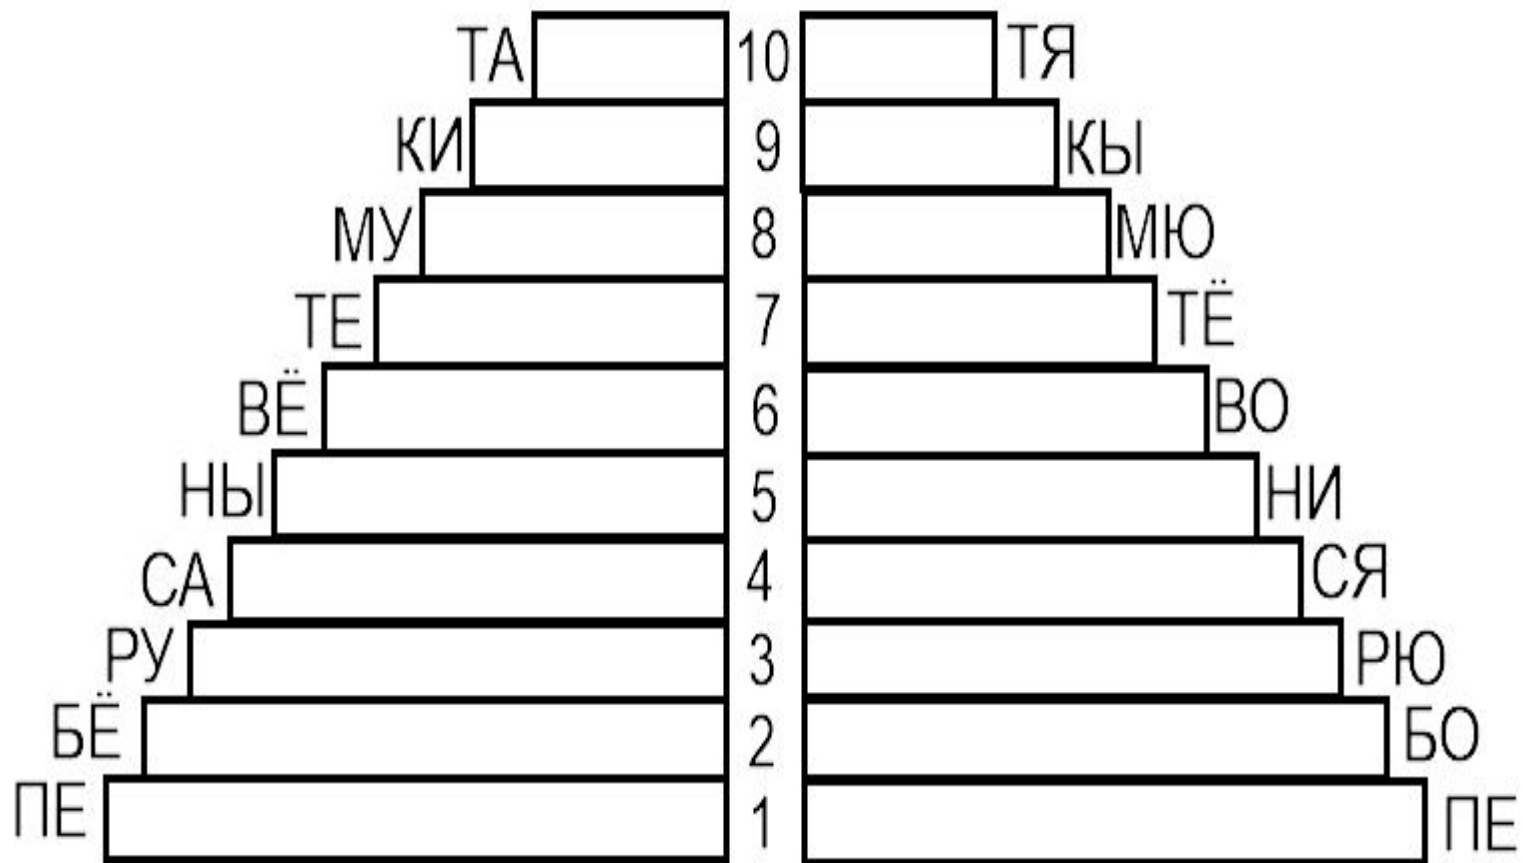 ТА 10 ТЯ
КИ 9 КЫ
МУ 8 МЮ
ТЕ 7 ТЁ
ВЁ 6 ВО
НЫ 5 НИ
СА 4 СЯ
РУ 3 РЮ
БЁ 2 БО
ПЕ 1 ПЕ